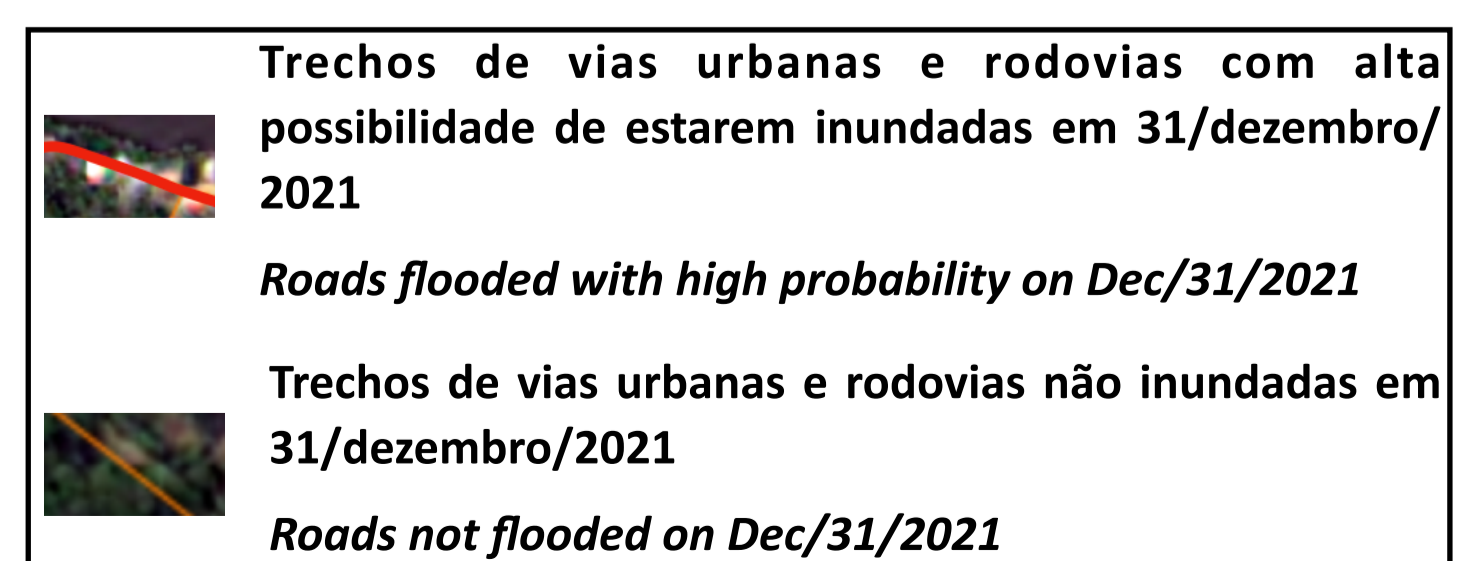 Trechos de vias urbanas e rodovias com alta
possibilidade de estarem inundadas em 31/dezembro/
2021
Roads flooded with high probability on Dec/31/2021
Trechos de vias urbanas e rodovias não inundadas em
31/dezembro/2021
Roads not flooded on Dec/31/2021